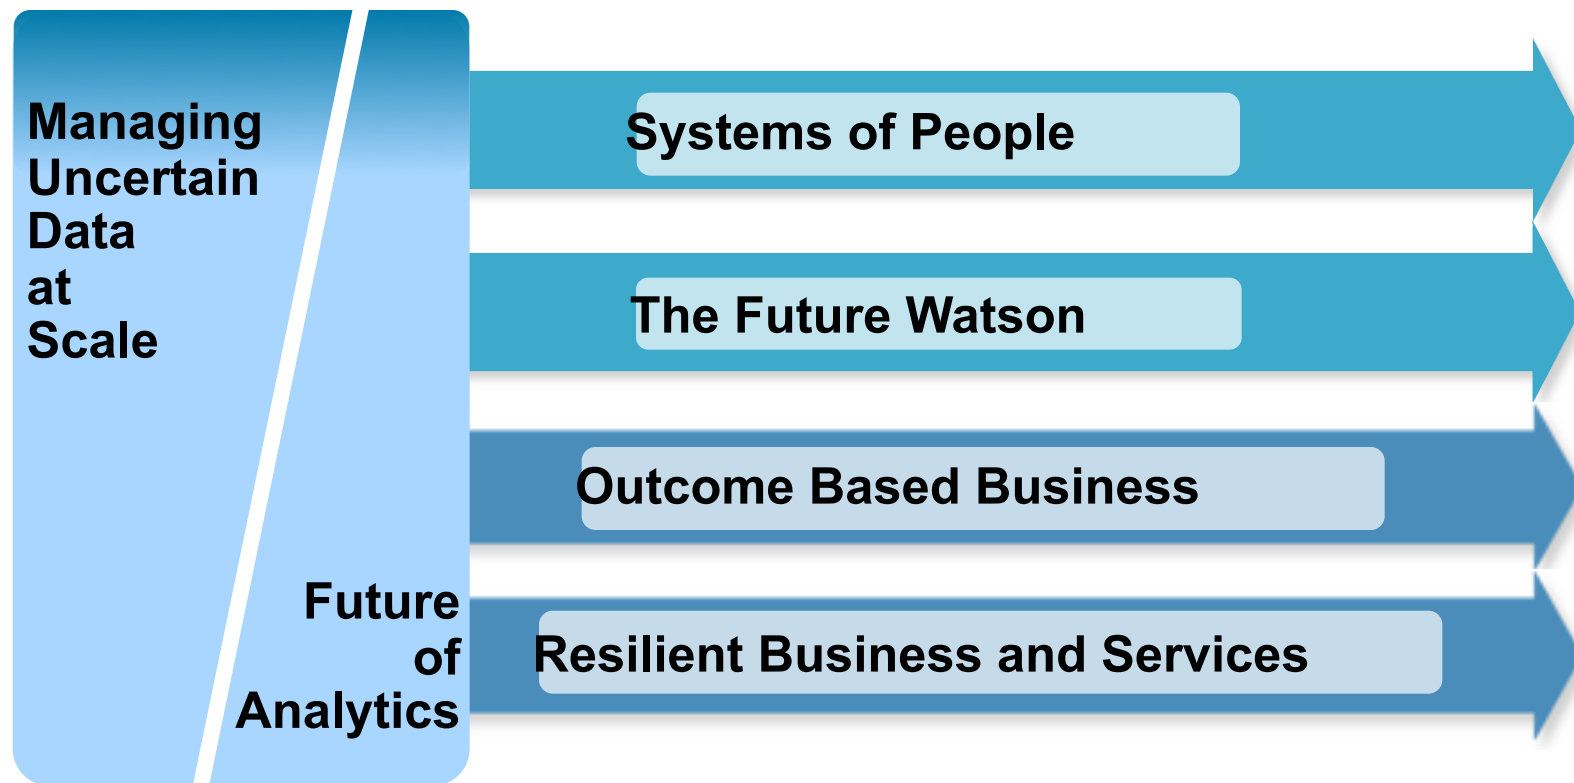 Managing
Uncertain
Data
at
Scale
Future
of
Analytics
Systems of People
The Future Watson
Outcome Based Business
Resilient Business and Services